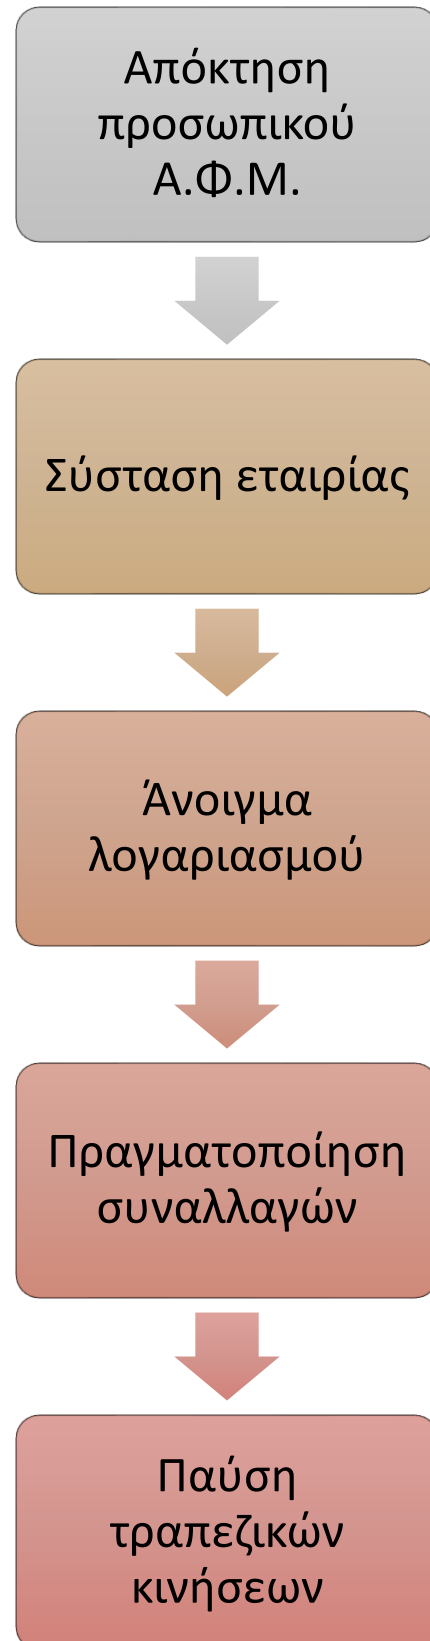 Απόκτηση
προσωπικού
Α.Φ.Μ.
Σύσταση εταιρίας
Άνοιγμα
λογαριασμού
Πραγματοποίηση
συναλλαγών
Παύση
τραπεζικών
κινήσεων